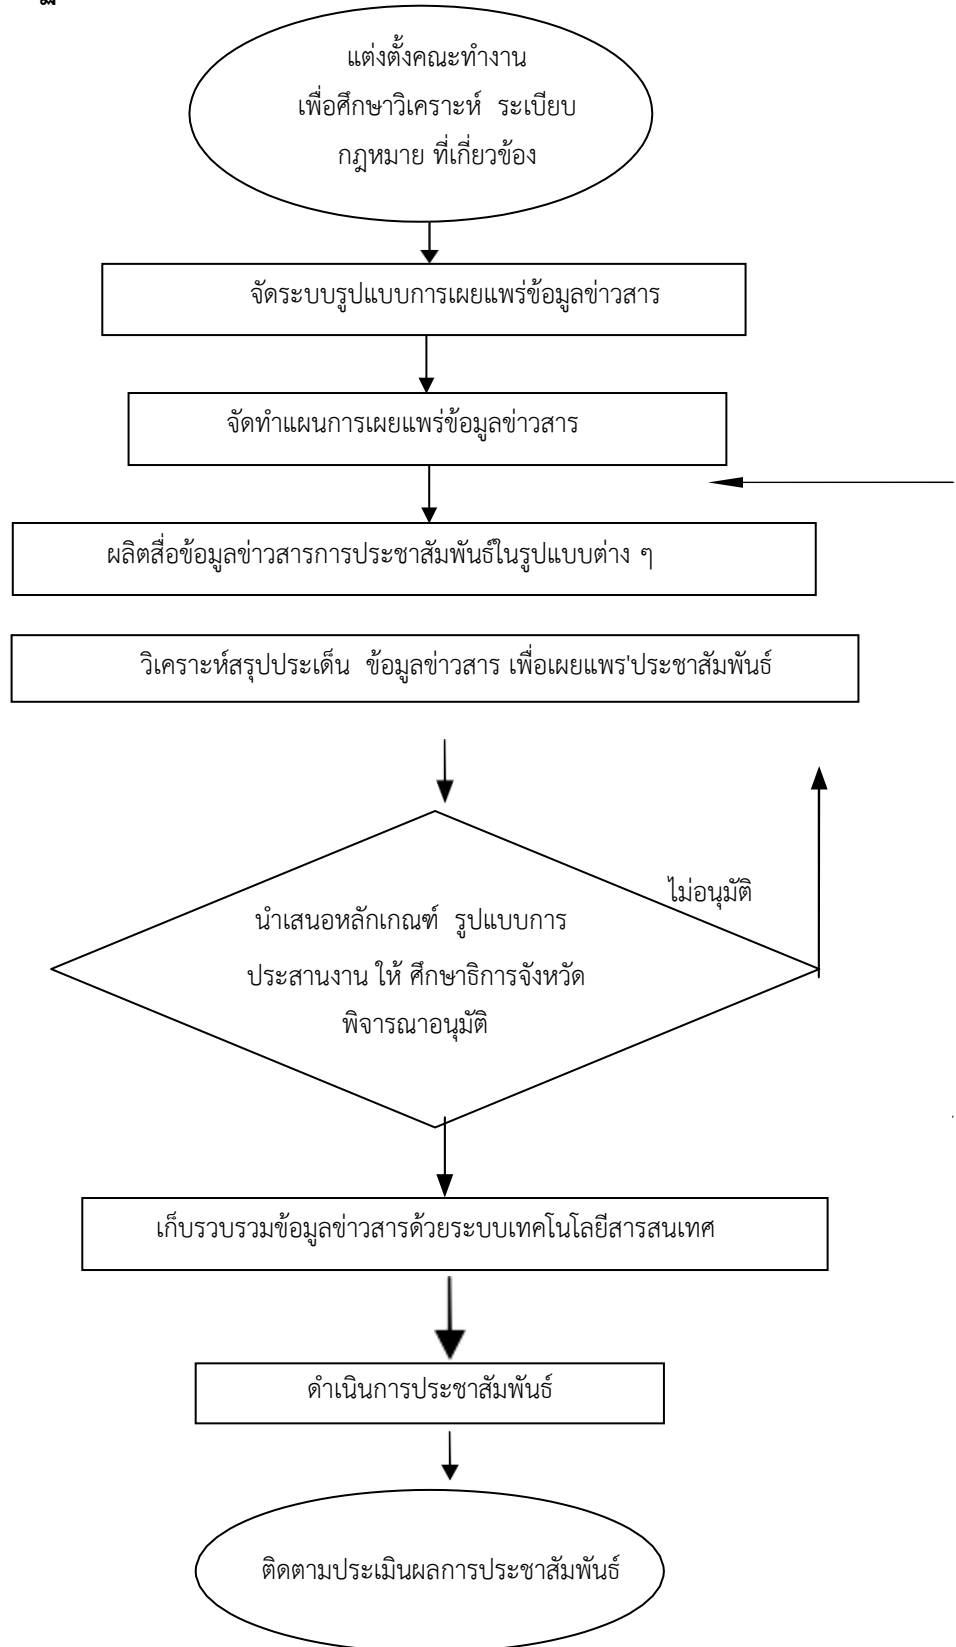 แต่งตั้งคณะทำงาน
เพื่อศึกษาวิเคราะห์ ระเบียบ
กฎหมาย ที่เกี่ยวข้อง
จัดระบบรูปแบบการเผยแพร่ข้อมูลข่าวสาร
จัดทำแผนการเผยแพร่ข้อมูลข่าวสาร
ผลิตสื่อข้อมูลข่าวสารการประชาสัมพันธ์ในรูปแบบต่าง ๆ
วิเคราะห์สรุปประเด็น ข้อมูลข่าวสาร เพื่อเผยแพร'ประชาสัมพันธ์
ไม่อนุมัติ
นำเสนอหลักเกณฑ์ รูปแบบการ
ประสานงาน ให้ ศึกษาธิการจังหวัด
พิจารณาอนุมัติ
เก็บรวบรวมข้อมูลข่าวสารด้วยระบบเทคโนโลยีสารสนเทศ
ดำเนินการประชาสัมพันธ์
ติดตามประเมินผลการประชาสัมพันธ์